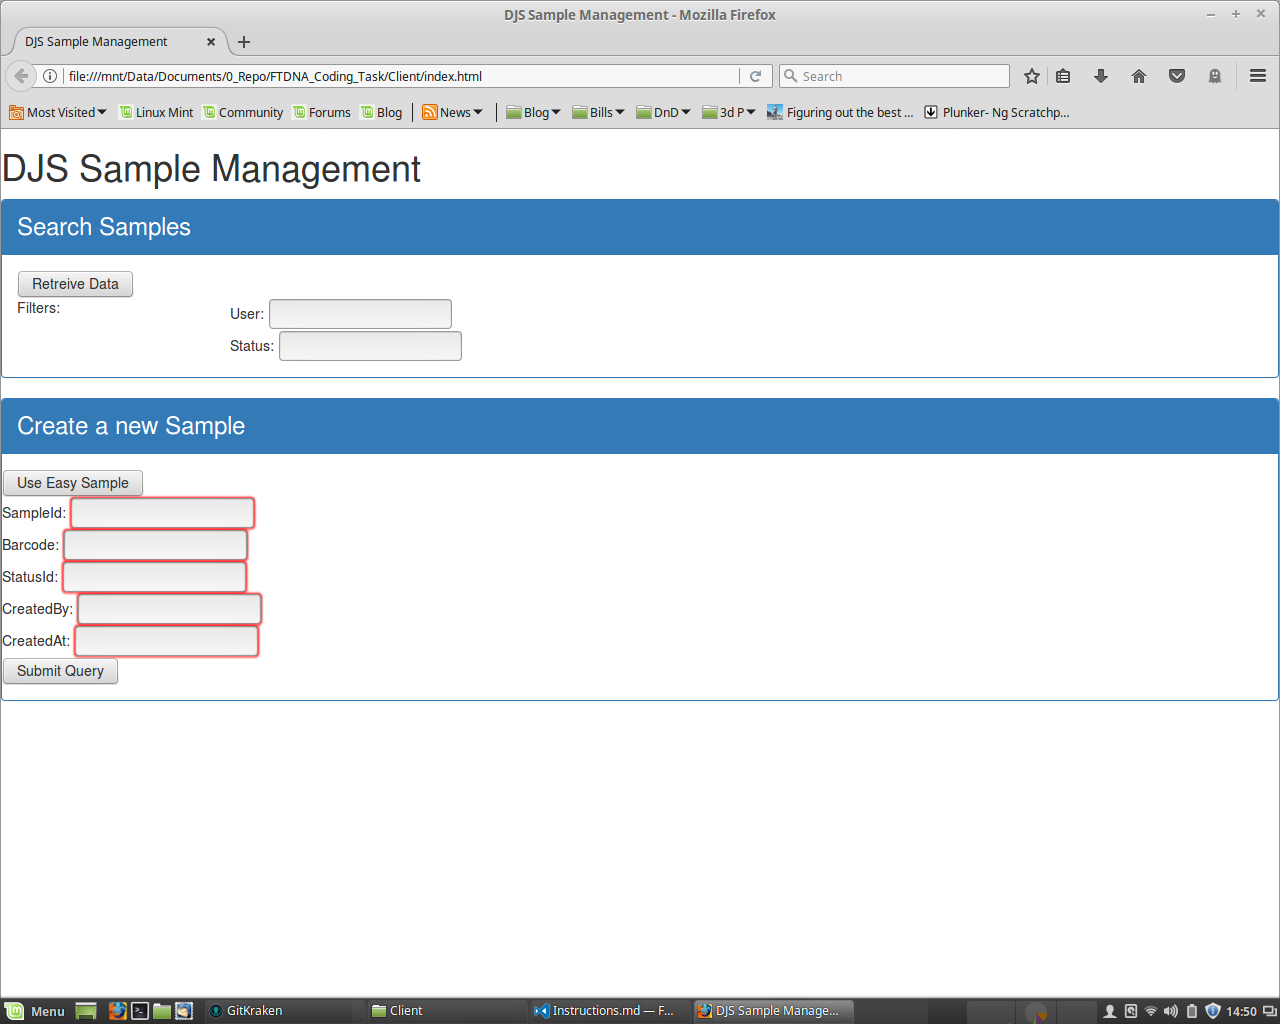 DJS Sample Management - Mozilla Firefox
DJS Sample Management
file:///mnt/Data/Documents/0_Repo/FTDNA_Coding_Task/Client/index.html
Search
Most Visited Linux Mint Community Forums Blog News Blog Bills DnD 3d P Figuring out the best ... Plunker- Ng Scratchp...
DJS Sample Management
Search Samples
Retreive Data
Filters:
User:
Status:
Create a new Sample
Use Easy Sample
SampleId:
Barcode:
StatusId:
CreatedBy:
CreatedAt:
Submit Query
Menu GitKraken Client Instructions.md — F... DJS Sample Manage... 14:50